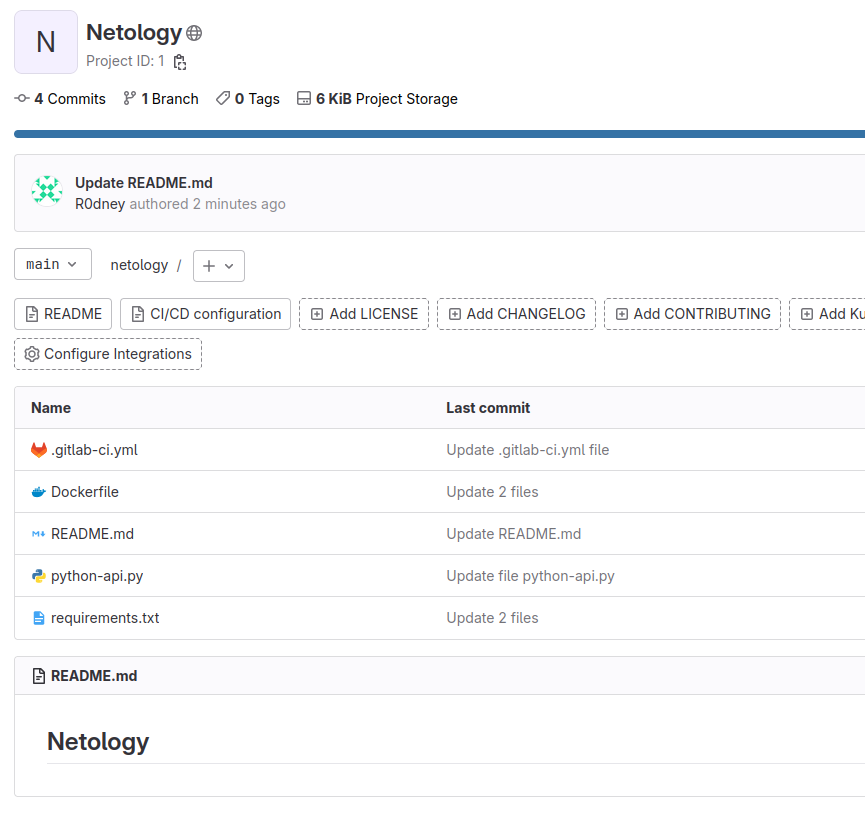 N
Netology
Project ID: 1
4 Commits 1 Branch 0 Tags 6 KiB Project Storage
Update README.md
R0dney authored 2 minutes ago
main netology / +
README CI/CD configuration Add LICENSE Add CHANGELOG Add CONTRIBUTING Add Ku
Configure Integrations
Name Last commit
.gitlab-ci.yml Update .gitlab-ci.yml file
Dockerfile Update 2 files
README.md Update README.md
python-api.py Update file python-api.py
requirements.txt Update 2 files
README.md
Netology